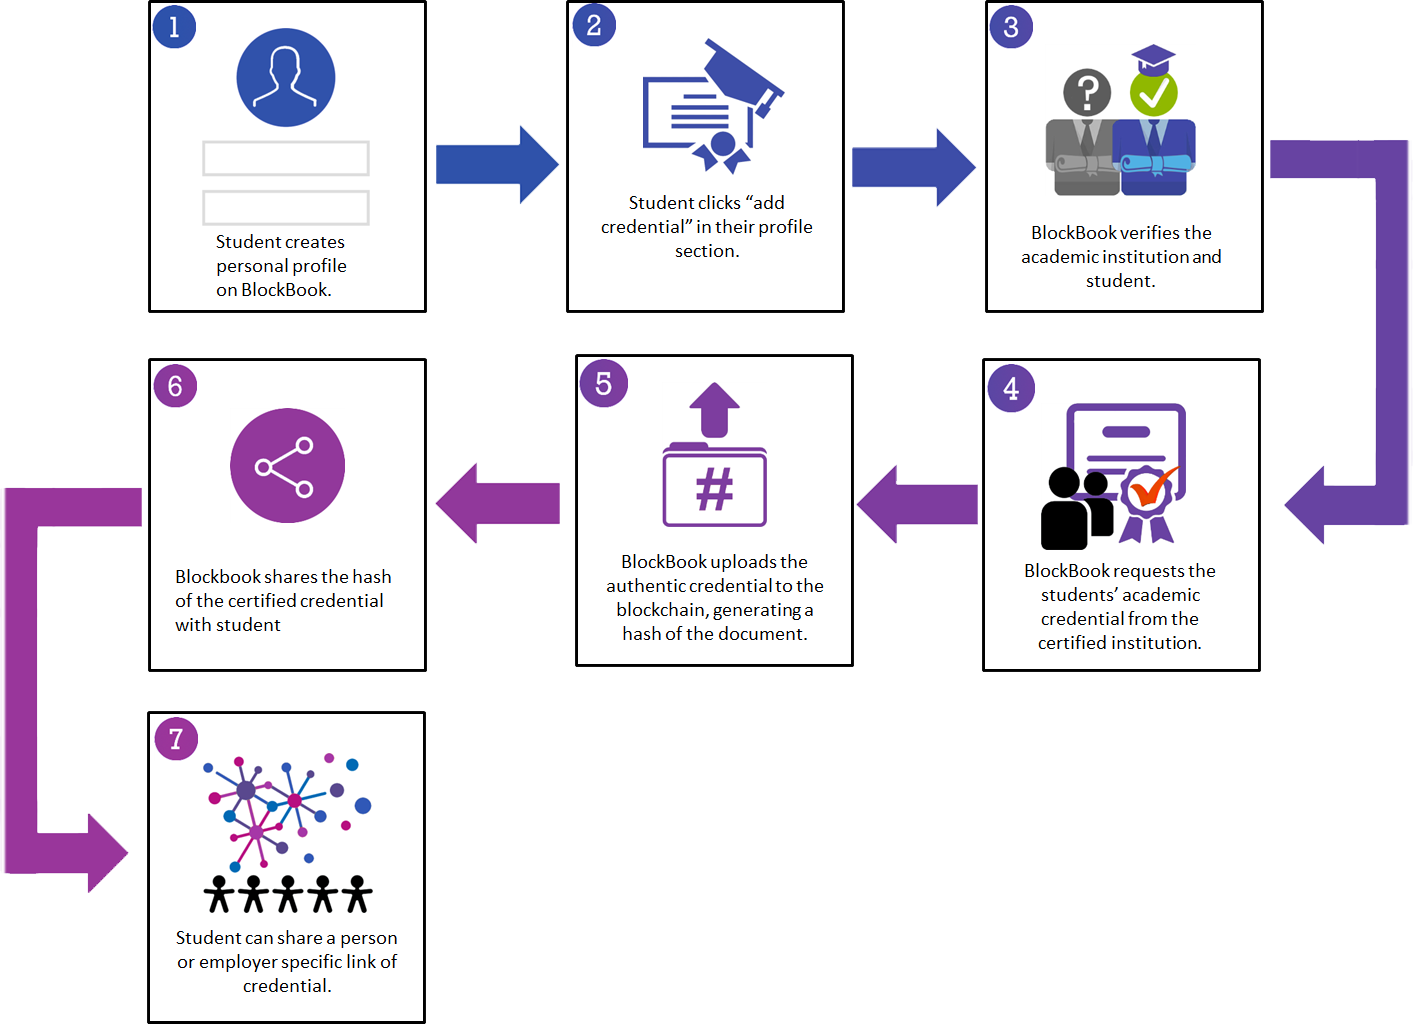 1
Student creates
personal profile
on BlockBook.
2
Student clicks “add
credential” in their profile
section.
3
?
BlockBook verifies the
academic institution and
student.
4
BlockBook requests the
students’ academic
credential from the
certified institution.
5
#
BlockBook uploads the
authentic credential to the
blockchain, generating a
hash of the document.
6
Blockbook shares the hash
of the certified credential
with student
7
Student can share a person
or employer specific link of
credential.